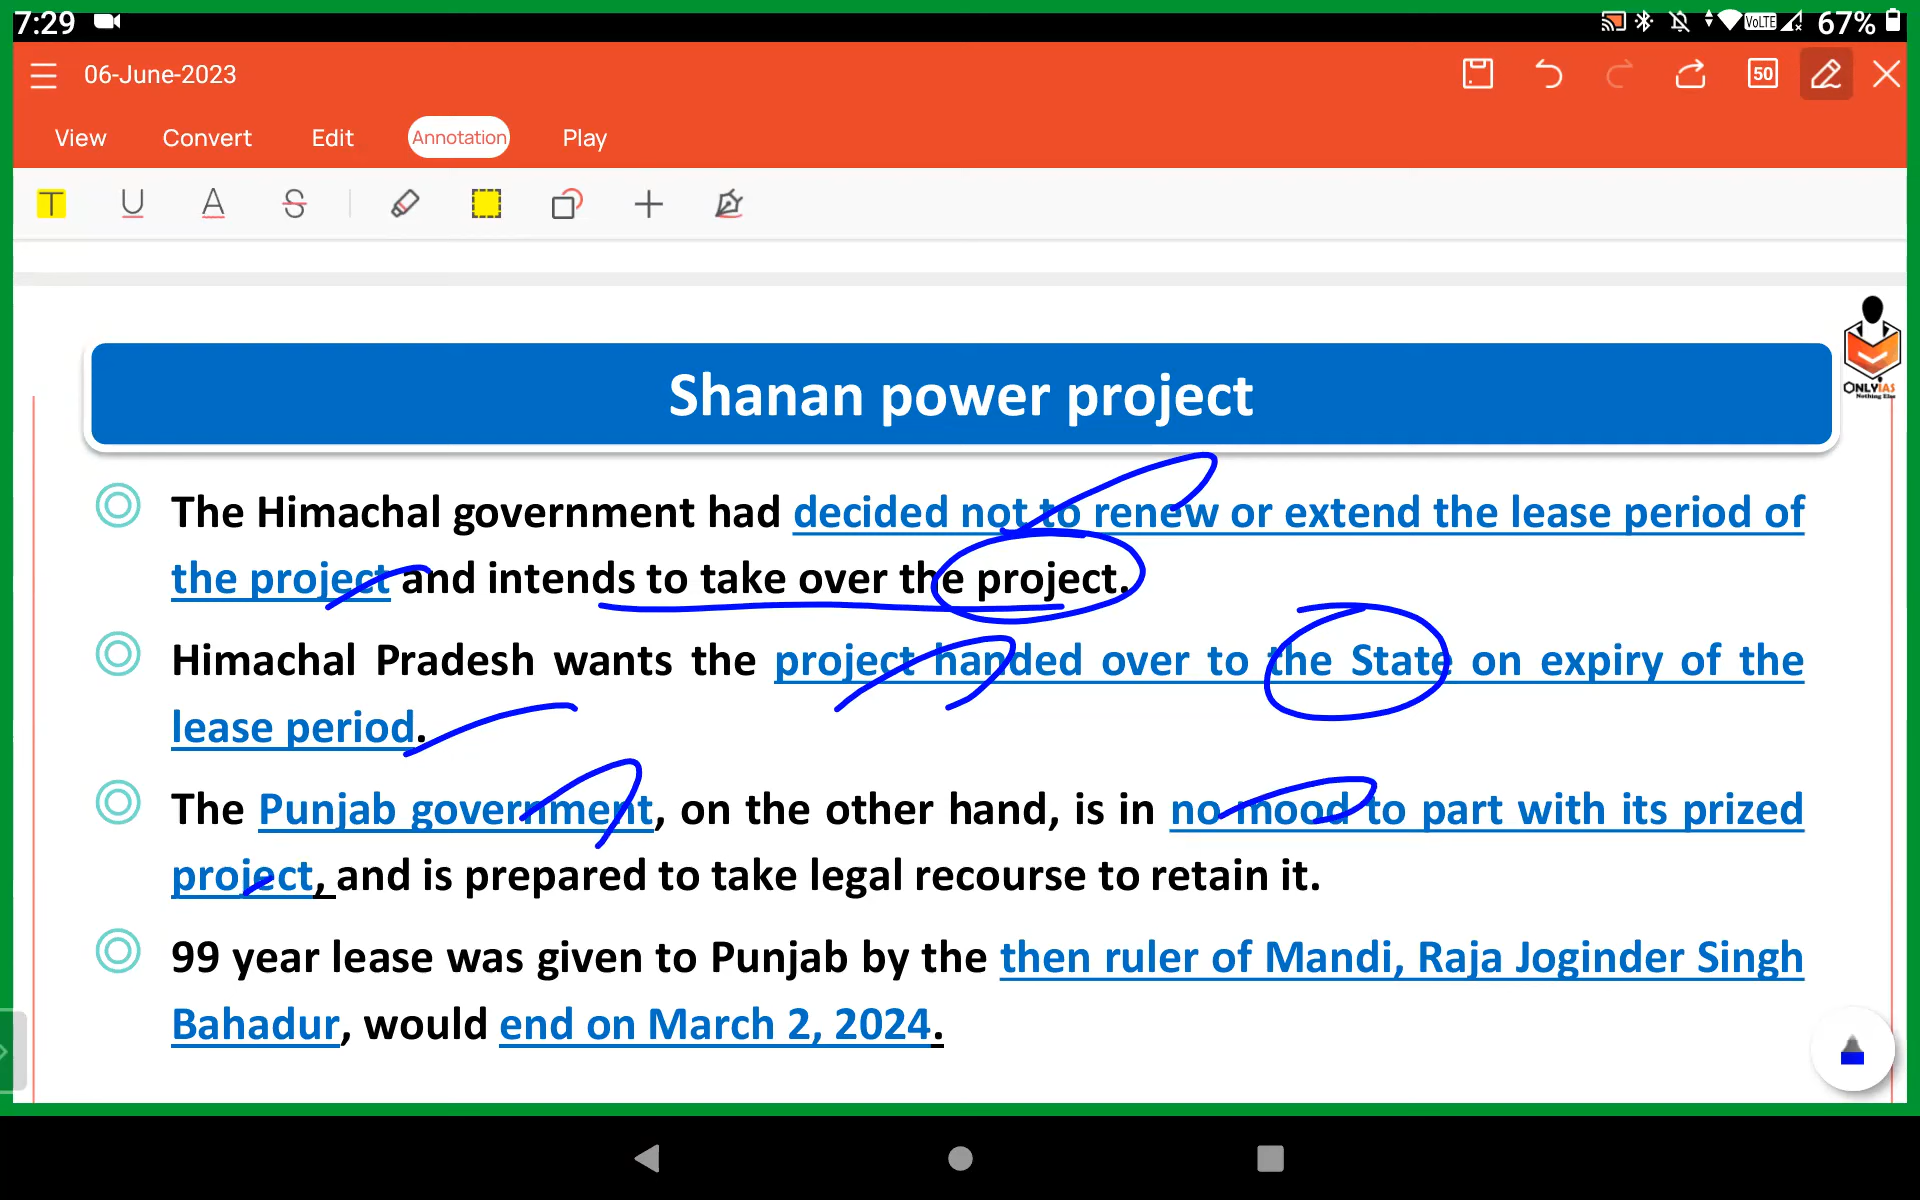 7:29
VoLTE 67%
06-June-2023
50
View Convert Edit Annotation Play
T U A S
Shanan power project
ONLYIAS
Nothing Else
The Himachal government had decided not to renew or extend the lease period of
the project and intends to take over the project.
Himachal Pradesh wants the project handed over to the State on expiry of the
lease period.
The Punjab government, on the other hand, is in no mood to part with its prized
project, and is prepared to take legal recourse to retain it.
99 year lease was given to Punjab by the then ruler of Mandi, Raja Joginder Singh
Bahadur, would end on March 2, 2024.